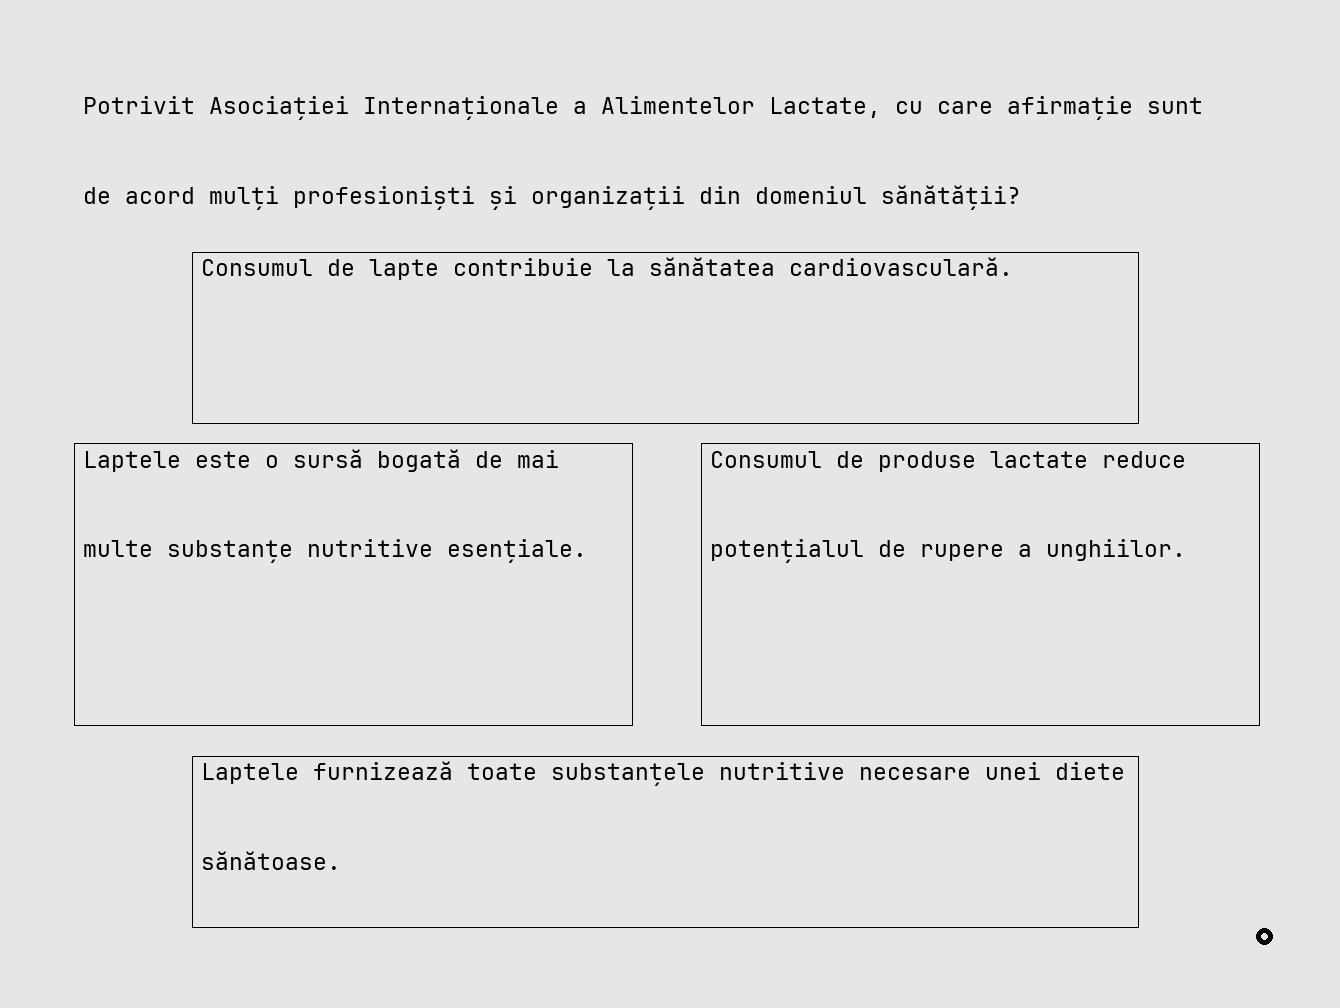 Potrivit Asociației Internaționale a Alimentelor Lactate, cu care afirmație sunt
de acord mulți profesioniști și organizații din domeniul sănătății?
Consumul de lapte contribuie la sănătatea cardiovasculară.
Laptele este o sursă bogată de mai
multe substanțe nutritive esențiale.
Consumul de produse lactate reduce
potențialul de rupere a unghiilor.
Laptele furnizează toate substanțele nutritive necesare unei diete
sănătoase.